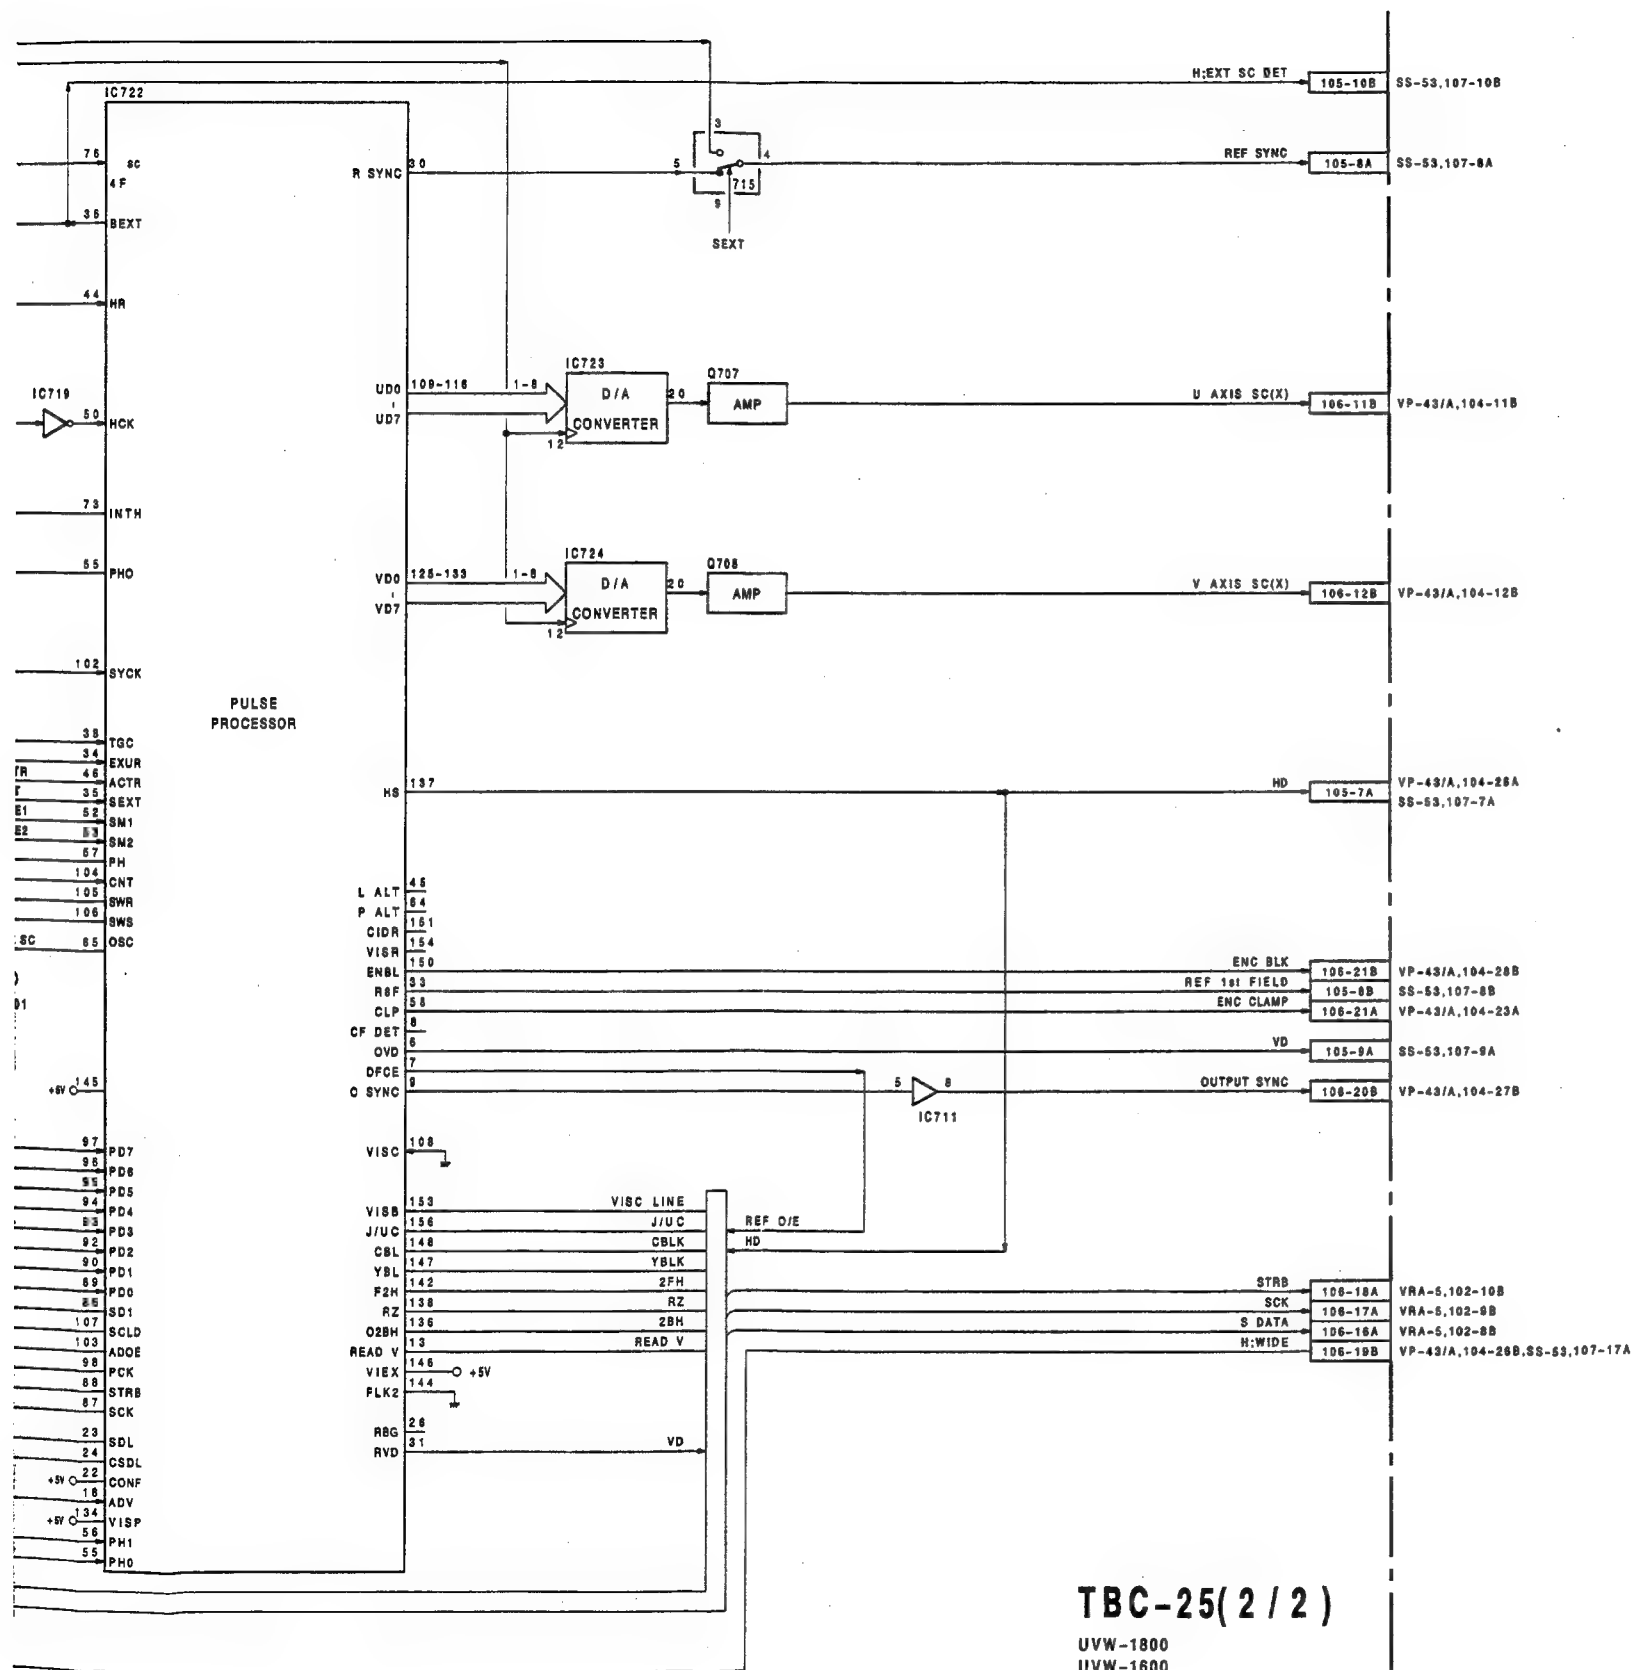 H;EXT SC DET
105-10B SS-53,107-10B
IC722
3
76 SC
4F
R SYNC 30
5
4
REF SYNC
105-8A SS-53,107-8A
715
9
SEXT
36 BEXT
44 HR
IC719
50 HCK
UD0
-
UD7
109-116
1-8
IC723
D/A
CONVERTER
12
20
Q707
AMP
U AXIS SC(X)
106-11B VP-43/A,104-11B
73 INTH
55 PHO
VD0
-
VD7
125-133
1-8
IC724
D/A
CONVERTER
12
20
Q708
AMP
V AXIS SC(X)
106-12B VP-43/A,104-12B
102 SYCK
PULSE
PROCESSOR
38 TGC
34 EXUR
TR 46 ACTR
35 SEXT
E1 52 SM1
E2 53 SM2
67 PH
104 CNT
105 SWR
106 SWS
SC 65 OSC
01
HS 137
HD
105-7A VP-43/A,104-26A
SS-53,107-7A
L ALT 45
P ALT 64
CIDR 151
VISR 154
ENBL 150 ENC BLK 106-21B VP-43/A,104-28B
R8F 33 REF 1st FIELD 105-8B SS-53,107-8B
CLP 58 ENC CLAMP 106-21A VP-43/A,104-23A
CF DET 8
OVD 6 VD 105-9A SS-53,107-9A
DFCE 7
O SYNC 9 5 8 OUTPUT SYNC 106-20B VP-43/A,104-27B
IC711
+5V 145
VISC 108
97 PD7
96 PD6
95 PD5
94 PD4
93 PD3
92 PD2
90 PD1
89 PD0
86 SD1
107 SCLD
103 ADOE
98 PCK
88 STRB
87 SCK
23 SDL
24 CSDL
+5V 22 CONF
18 ADV
+5V 134 VISP
56 PH1
55 PH0
VISB 153 VISC LINE
J/UC 156 J/UC REF O/E
CBL 148 CBLK HD
YBL 147 YBLK
F2H 142 2FH
RZ 138 RZ
O2BH 136 2BH
READ V 13 READ V
VIEX 146 +5V
FLK2 144
RBG 26
RVD 31 VD
STRB 106-18A VRA-5,102-10B
SCK 106-17A VRA-5,102-9B
S DATA 106-16A VRA-5,102-8B
H;WIDE 106-19B VP-43/A,104-26B,SS-53,107-17A
TBC-25(2/2)
UVW-1800
UVW-1600